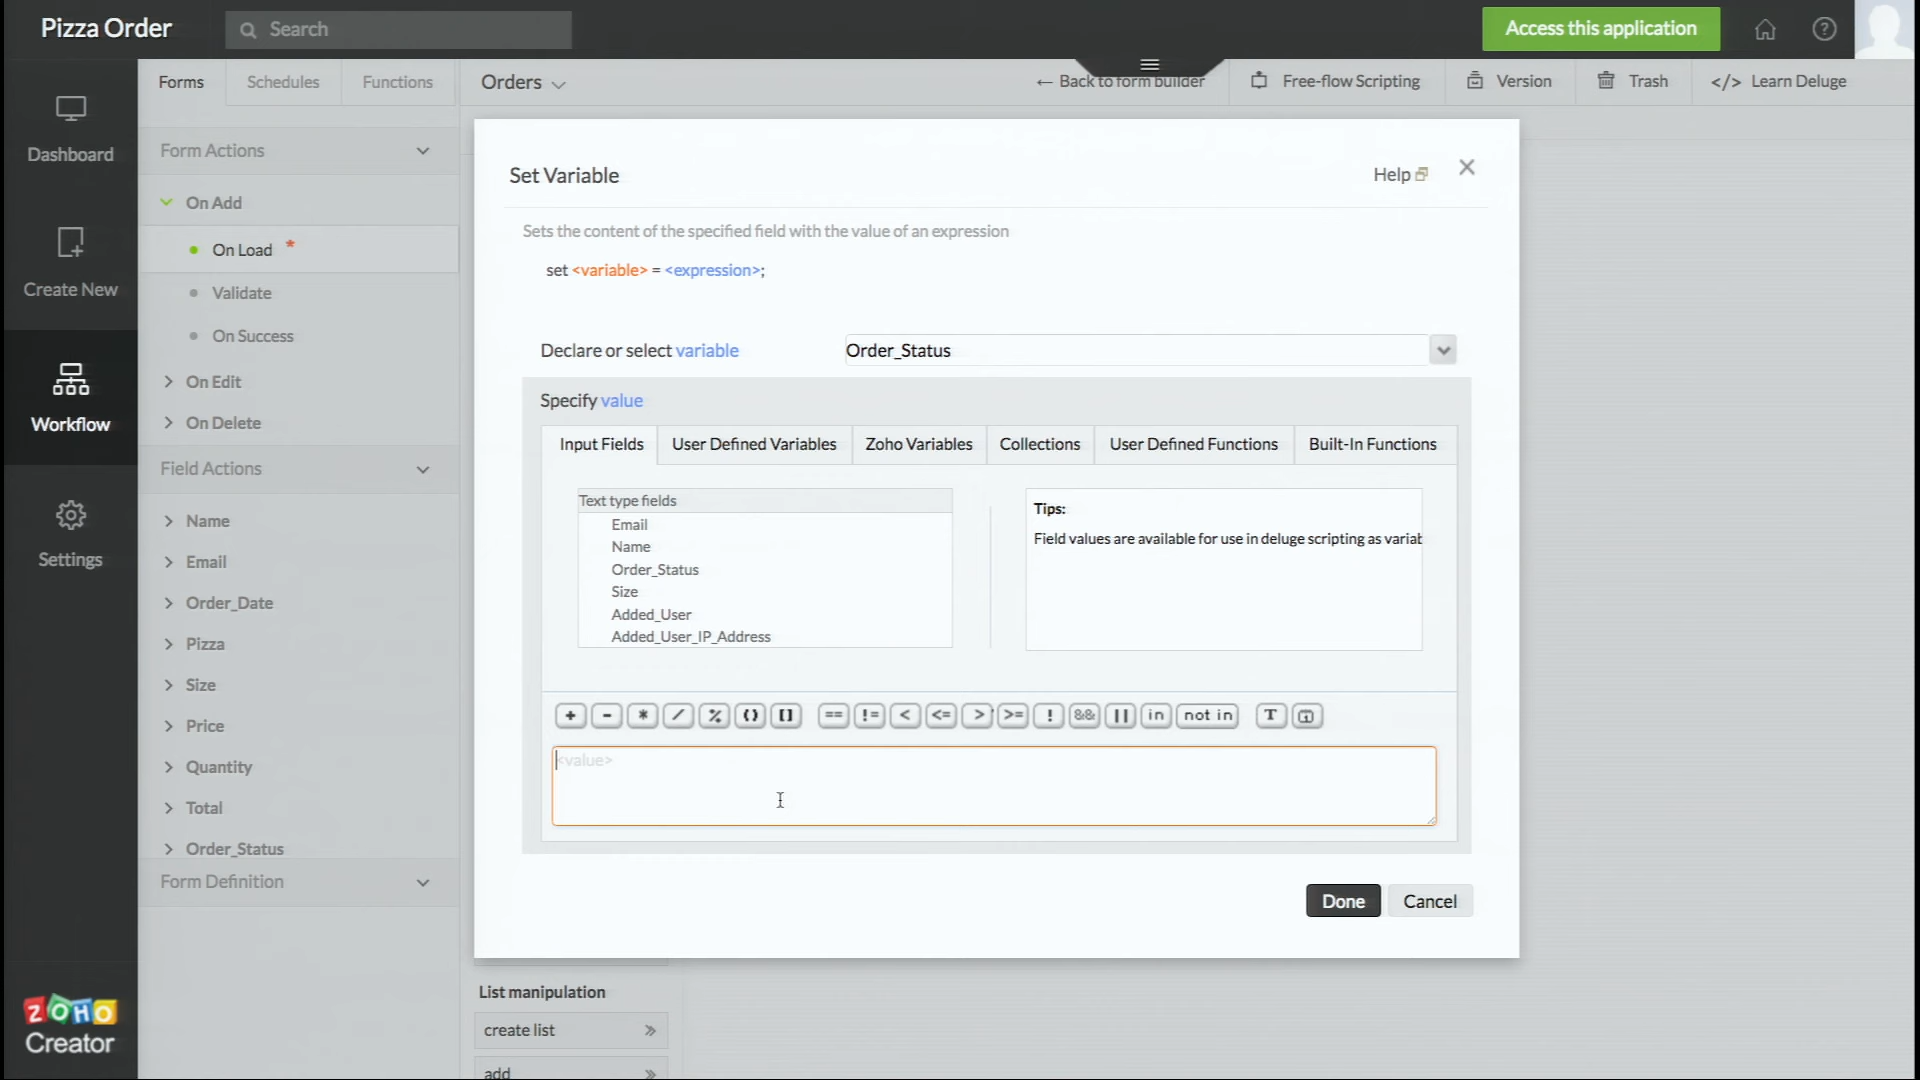 Pizza Order
Search
Access this application
Forms
Schedules
Functions
Orders
← Back to form builder
Free-flow Scripting
Version
Trash
</> Learn Deluge
Dashboard
Create New
Workflow
Settings
ZOHO
Creator
Form Actions
On Add
On Load *
Validate
On Success
On Edit
On Delete
Field Actions
Name
Email
Order_Date
Pizza
Size
Price
Quantity
Total
Order_Status
Form Definition
Set Variable
Help
Sets the content of the specified field with the value of an expression
set <variable> = <expression>;
Declare or select variable
Order_Status
Specify value
Input Fields
User Defined Variables
Zoho Variables
Collections
User Defined Functions
Built-In Functions
Text type fields
Email
Name
Order_Status
Size
Added_User
Added_User_IP_Address
Tips:
Field values are available for use in deluge scripting as variab
+ - * / % () [] == != < <= > >= ! && || in not in T
<value>
Done
Cancel
List manipulation
create list »
add »